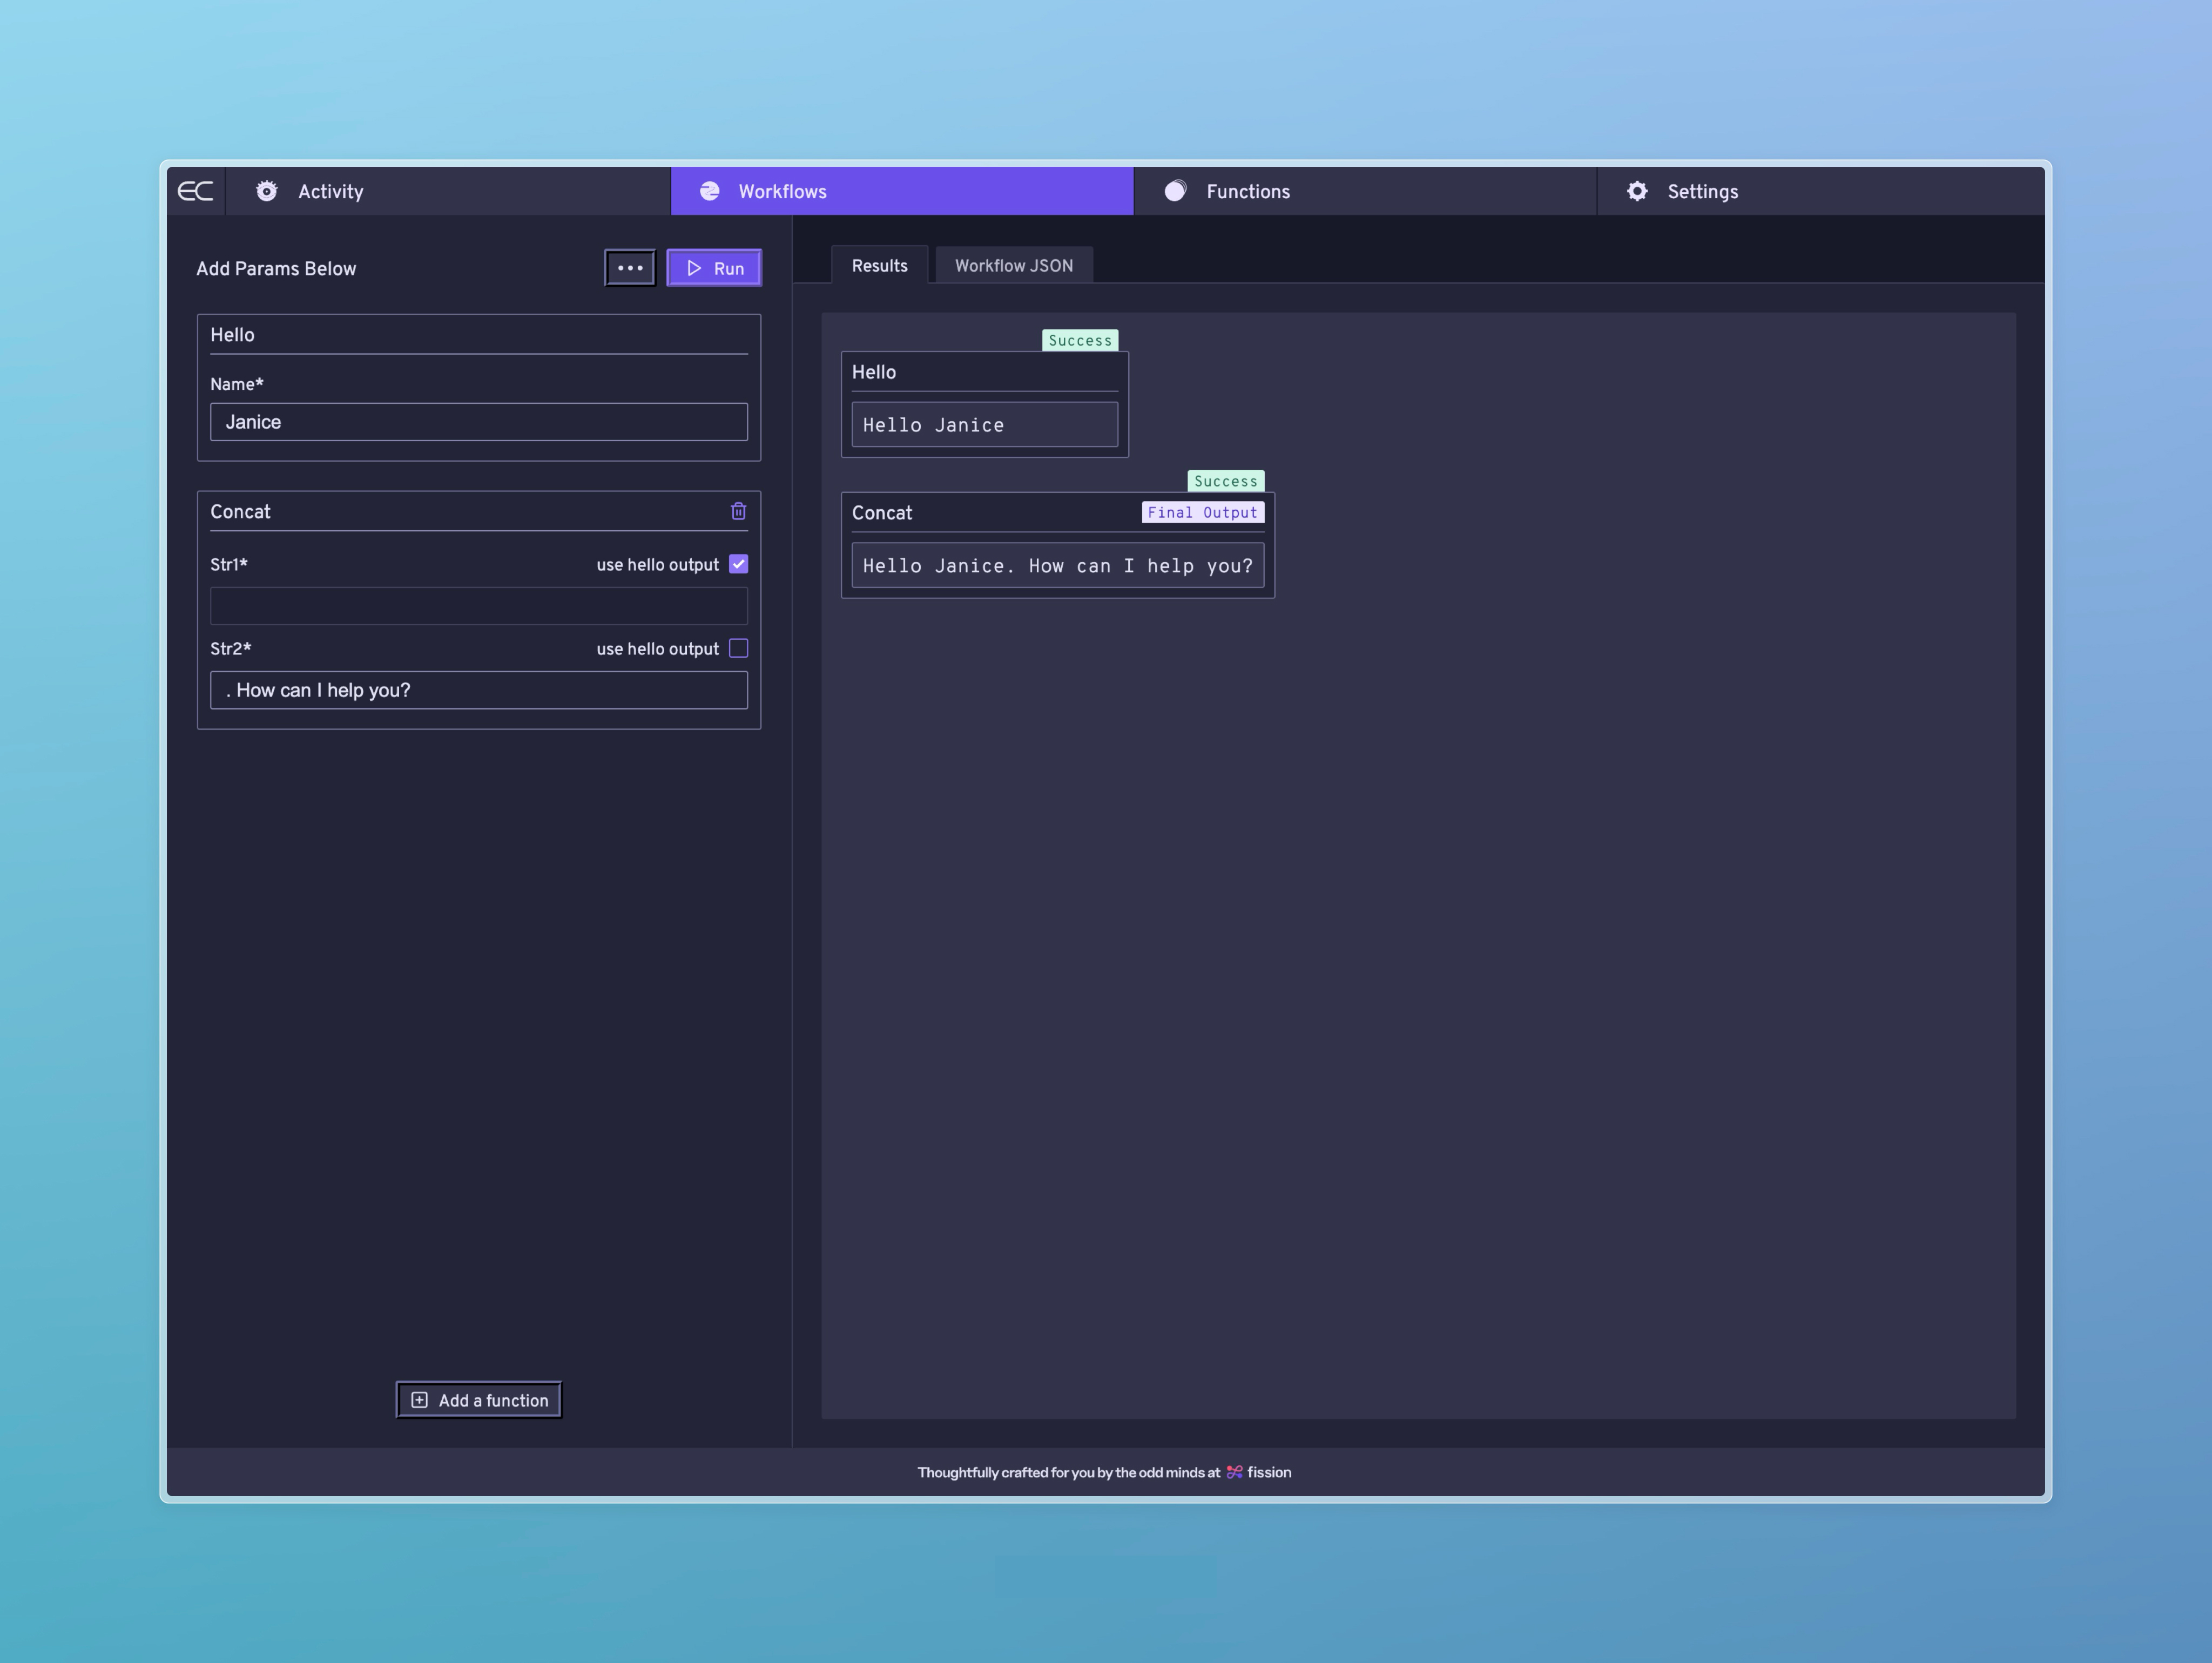 EC
Activity
Workflows
Functions
Settings
Add Params Below
Run
Hello
Name*
Janice
Concat
Str1*
use hello output
Str2*
use hello output
. How can I help you?
Add a function
Results
Workflow JSON
Success
Hello
Hello Janice
Success
Concat
Final Output
Hello Janice. How can I help you?
Thoughtfully crafted for you by the odd minds at fission